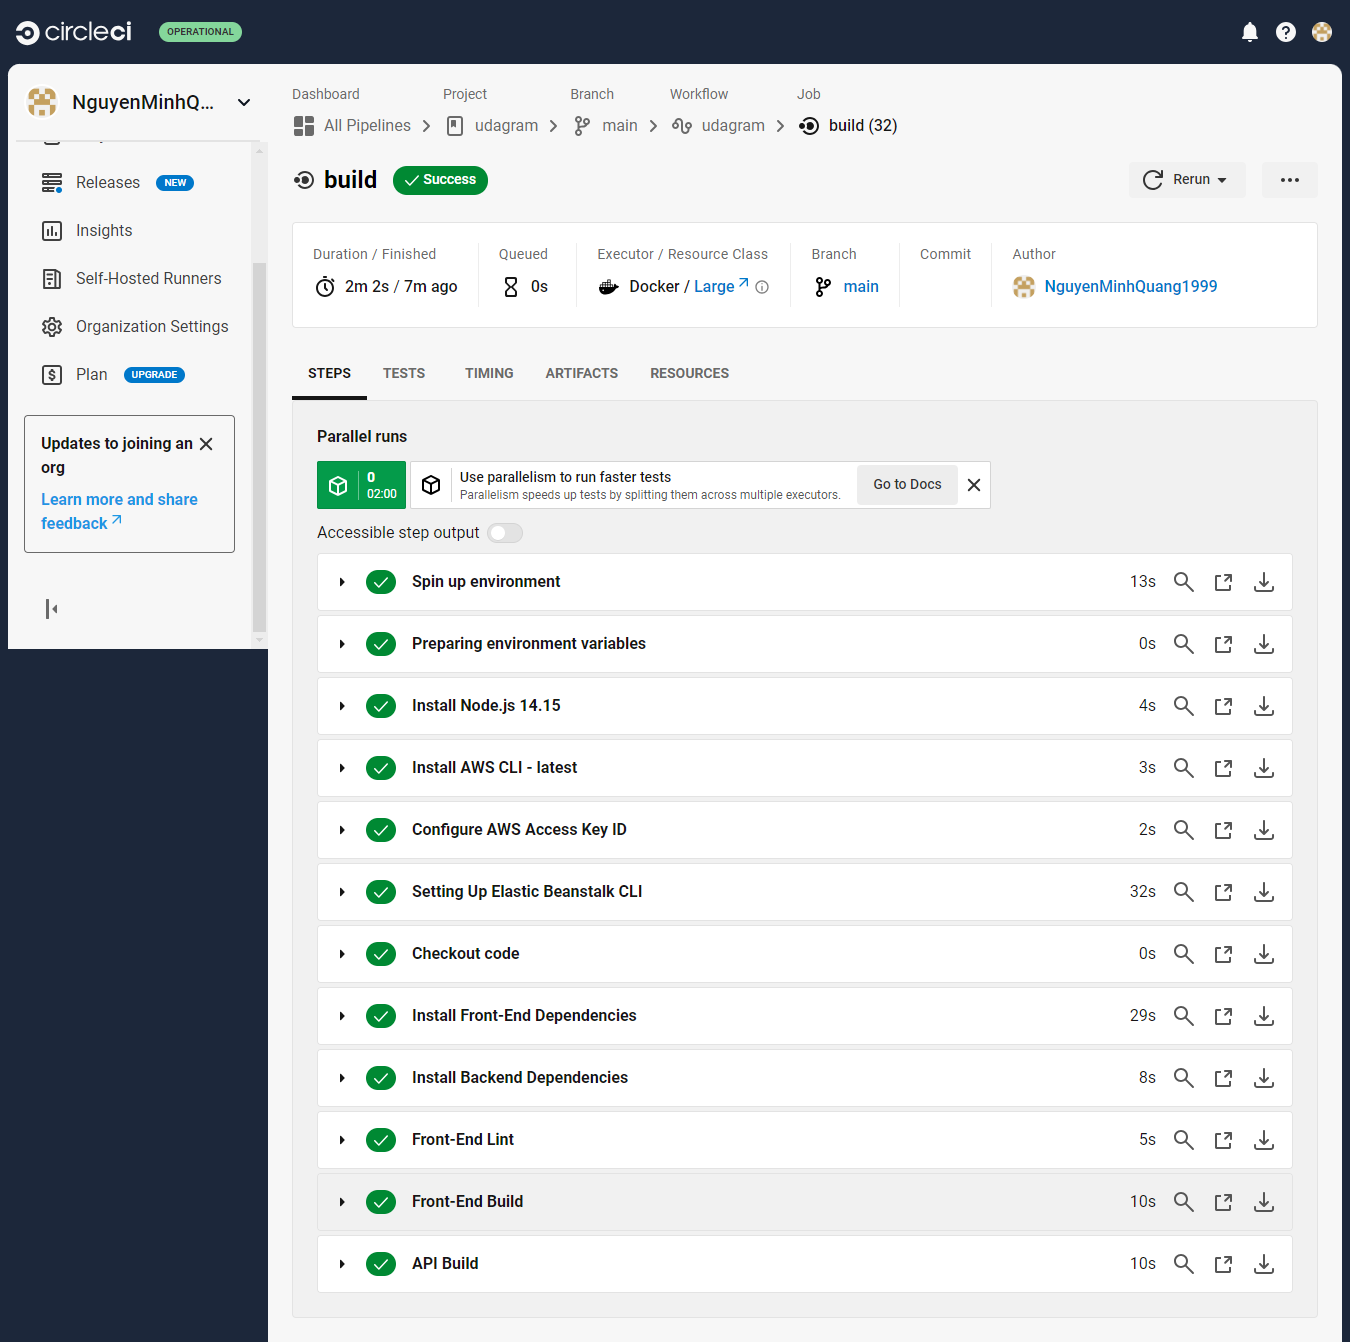 circleci
OPERATIONAL
NguyenMinhQ...
Releases NEW
Insights
Self-Hosted Runners
Organization Settings
Plan UPGRADE
Updates to joining an
org
Learn more and share
feedback
Dashboard Project Branch Workflow Job
All Pipelines udagram main udagram build (32)
build Success
Rerun
Duration / Finished Queued Executor / Resource Class Branch Commit Author
2m 2s / 7m ago 0s Docker / Large main NguyenMinhQuang1999
STEPS TESTS TIMING ARTIFACTS RESOURCES
Parallel runs
0
02:00
Use parallelism to run faster tests
Parallelism speeds up tests by splitting them across multiple executors.
Go to Docs
Accessible step output
Spin up environment 13s
Preparing environment variables 0s
Install Node.js 14.15 4s
Install AWS CLI - latest 3s
Configure AWS Access Key ID 2s
Setting Up Elastic Beanstalk CLI 32s
Checkout code 0s
Install Front-End Dependencies 29s
Install Backend Dependencies 8s
Front-End Lint 5s
Front-End Build 10s
API Build 10s